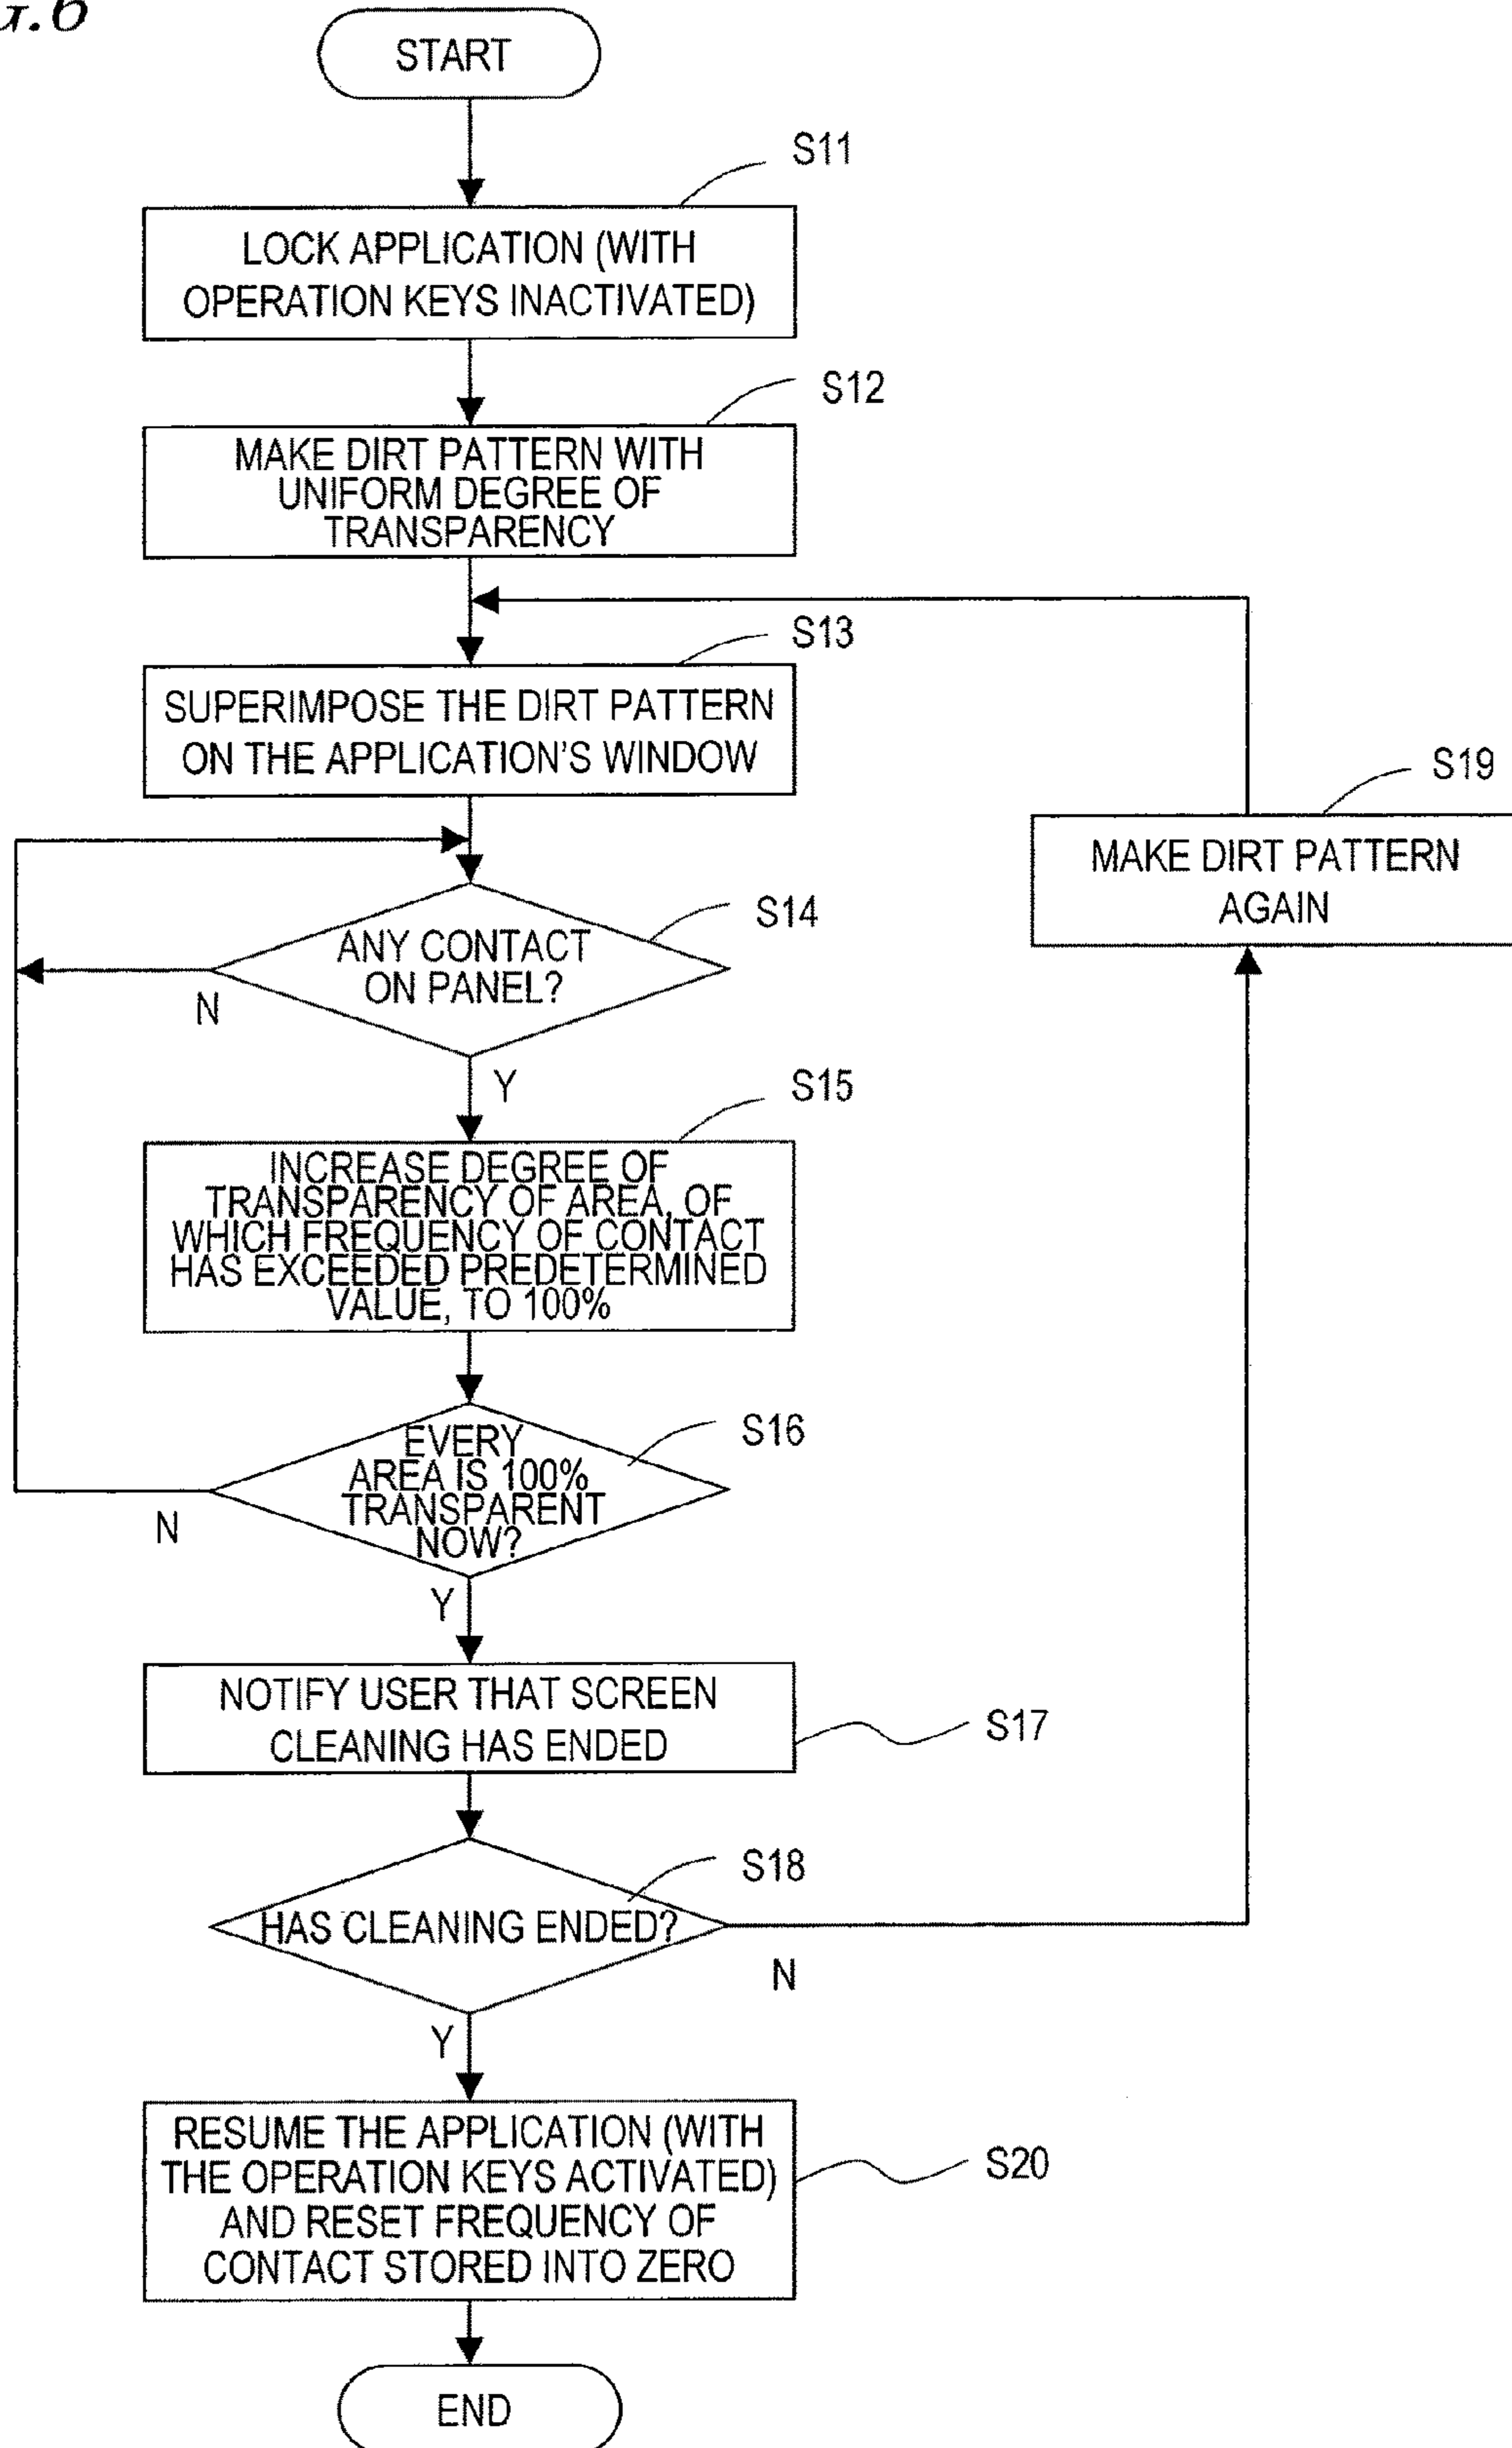 START
S11
LOCK APPLICATION (WITH
OPERATION KEYS INACTIVATED)
S12
MAKE DIRT PATTERN WITH
UNIFORM DEGREE OF
TRANSPARENCY
S13
SUPERIMPOSE THE DIRT PATTERN
ON THE APPLICATION'S WINDOW
S19
MAKE DIRT PATTERN
AGAIN
S14
ANY CONTACT
ON PANEL?
N
Y
S15
INCREASE DEGREE OF
TRANSPARENCY OF AREA, OF
WHICH FREQUENCY OF CONTACT
HAS EXCEEDED PREDETERMINED
VALUE, TO 100%
S16
EVERY
AREA IS 100%
TRANSPARENT
NOW?
N
Y
NOTIFY USER THAT SCREEN
CLEANING HAS ENDED
S17
S18
HAS CLEANING ENDED?
N
Y
RESUME THE APPLICATION (WITH
THE OPERATION KEYS ACTIVATED)
AND RESET FREQUENCY OF
CONTACT STORED INTO ZERO
S20
END